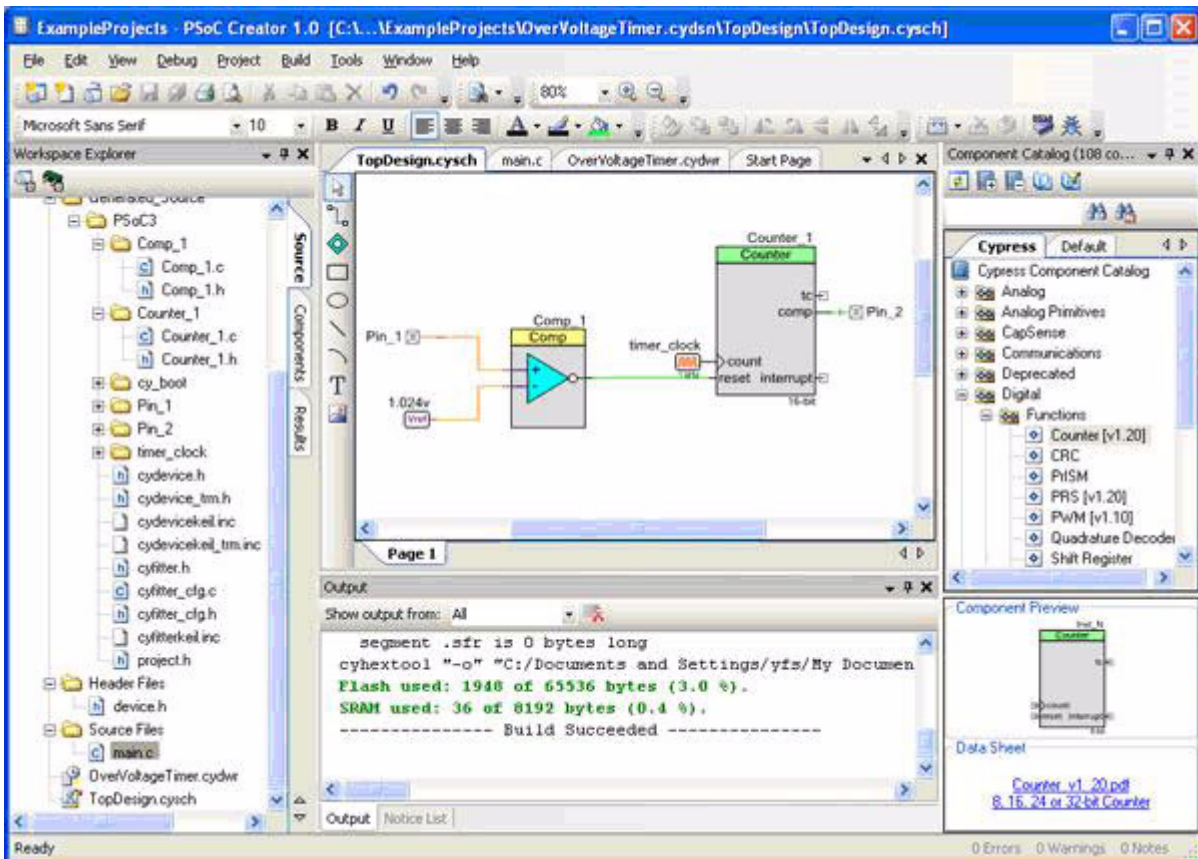 ExampleProjects - PSoC Creator 1.0 [C:\...\ExampleProjects\OverVoltageTimer.cydsn\TopDesign\TopDesign.cysch]
File Edit View Debug Project Build Tools Window Help
80%
Microsoft Sans Serif 10 B I U A
Workspace Explorer
Generated_Source
PSoC3
Comp_1
Comp_1.c
Comp_1.h
Counter_1
Counter_1.c
Counter_1.h
cy_boot
Pin_1
Pin_2
timer_clock
cydevice.h
cydevice_trm.h
cydevicekeil.inc
cydevicekeil_trm.inc
cyfitter.h
cyfitter_cfg.c
cyfitter_cfg.h
cyfitterkeil.inc
project.h
Header Files
device.h
Source Files
main.c
OverVoltageTimer.cydwr
TopDesign.cysch
Source
Components
Results
TopDesign.cysch main.c OverVoltageTimer.cydwr Start Page
T
Counter_1
Counter
tc
comp
Pin_2
Comp_1
Comp
Pin_1
timer_clock
count
reset interrupt
16-bit
1.024v
Vref
Page 1
Output
Show output from: All
segment .sfr is 0 bytes long
cyhextool "-o" "C:/Documents and Settings/yfs/My Documen
Flash used: 1948 of 65536 bytes (3.0 %).
SRAM used: 36 of 8192 bytes (0.4 %).
--------------- Build Succeeded ---------------
Output Notice List
Component Catalog (108 co...
Cypress Default
Cypress Component Catalog
Analog
Analog Primitives
CapSense
Communications
Deprecated
Digital
Functions
Counter [v1.20]
CRC
PrISM
PRS [v1.20]
PWM [v1.10]
Quadrature Decoder
Shift Register
Component Preview
Inst_N
Counter
tc
count
reset interrupt
Data Sheet
Counter_v1_20.pdf
8, 16, 24 or 32-bit Counter
Ready
0 Errors 0 Warnings 0 Notes